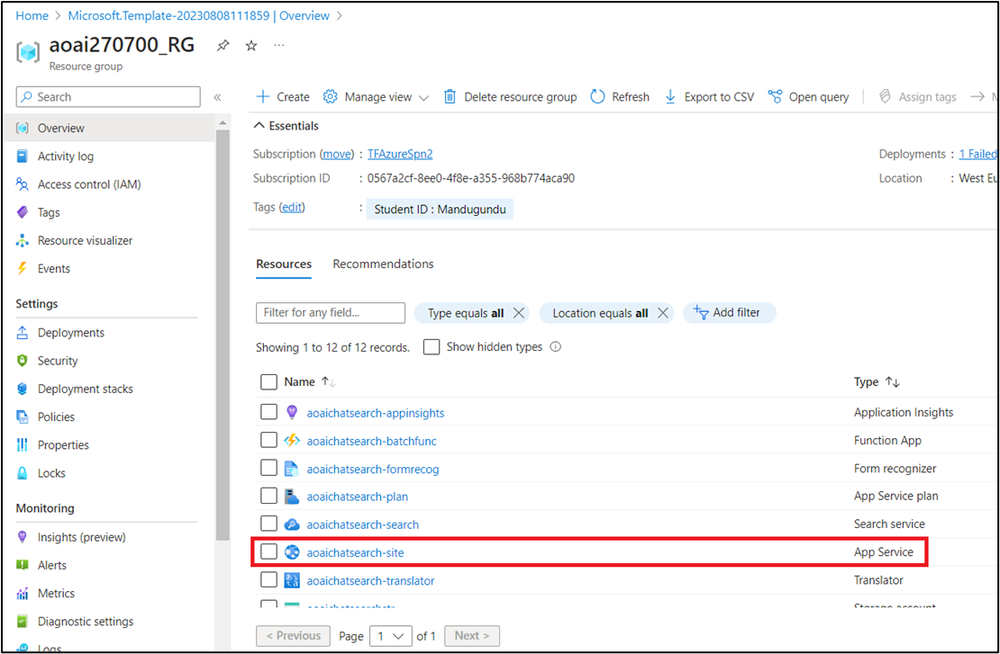 Home > Microsoft.Template-20230808111859 | Overview >
aoai270700_RG
Resource group
Search
«
Create
Manage view
Delete resource group
Refresh
Export to CSV
Open query
Assign tags
Overview
Activity log
Access control (IAM)
Tags
Resource visualizer
Events
Settings
Deployments
Security
Deployment stacks
Policies
Properties
Locks
Monitoring
Insights (preview)
Alerts
Metrics
Diagnostic settings
Logs
Essentials
Subscription (move) : TFAzureSpn2
Deployments : 1 Failed
Subscription ID : 0567a2cf-8ee0-4f8e-a355-968b774aca90
Location : West Eu
Tags (edit) : Student ID : Mandugundu
Resources
Recommendations
Filter for any field...
Type equals all
Location equals all
Add filter
Showing 1 to 12 of 12 records.
Show hidden types
Name
Type
aoaichatsearch-appinsights
Application Insights
aoaichatsearch-batchfunc
Function App
aoaichatsearch-formrecog
Form recognizer
aoaichatsearch-plan
App Service plan
aoaichatsearch-search
Search service
aoaichatsearch-site
App Service
aoaichatsearch-translator
Translator
Storage account
< Previous
Page 1 of 1
Next >